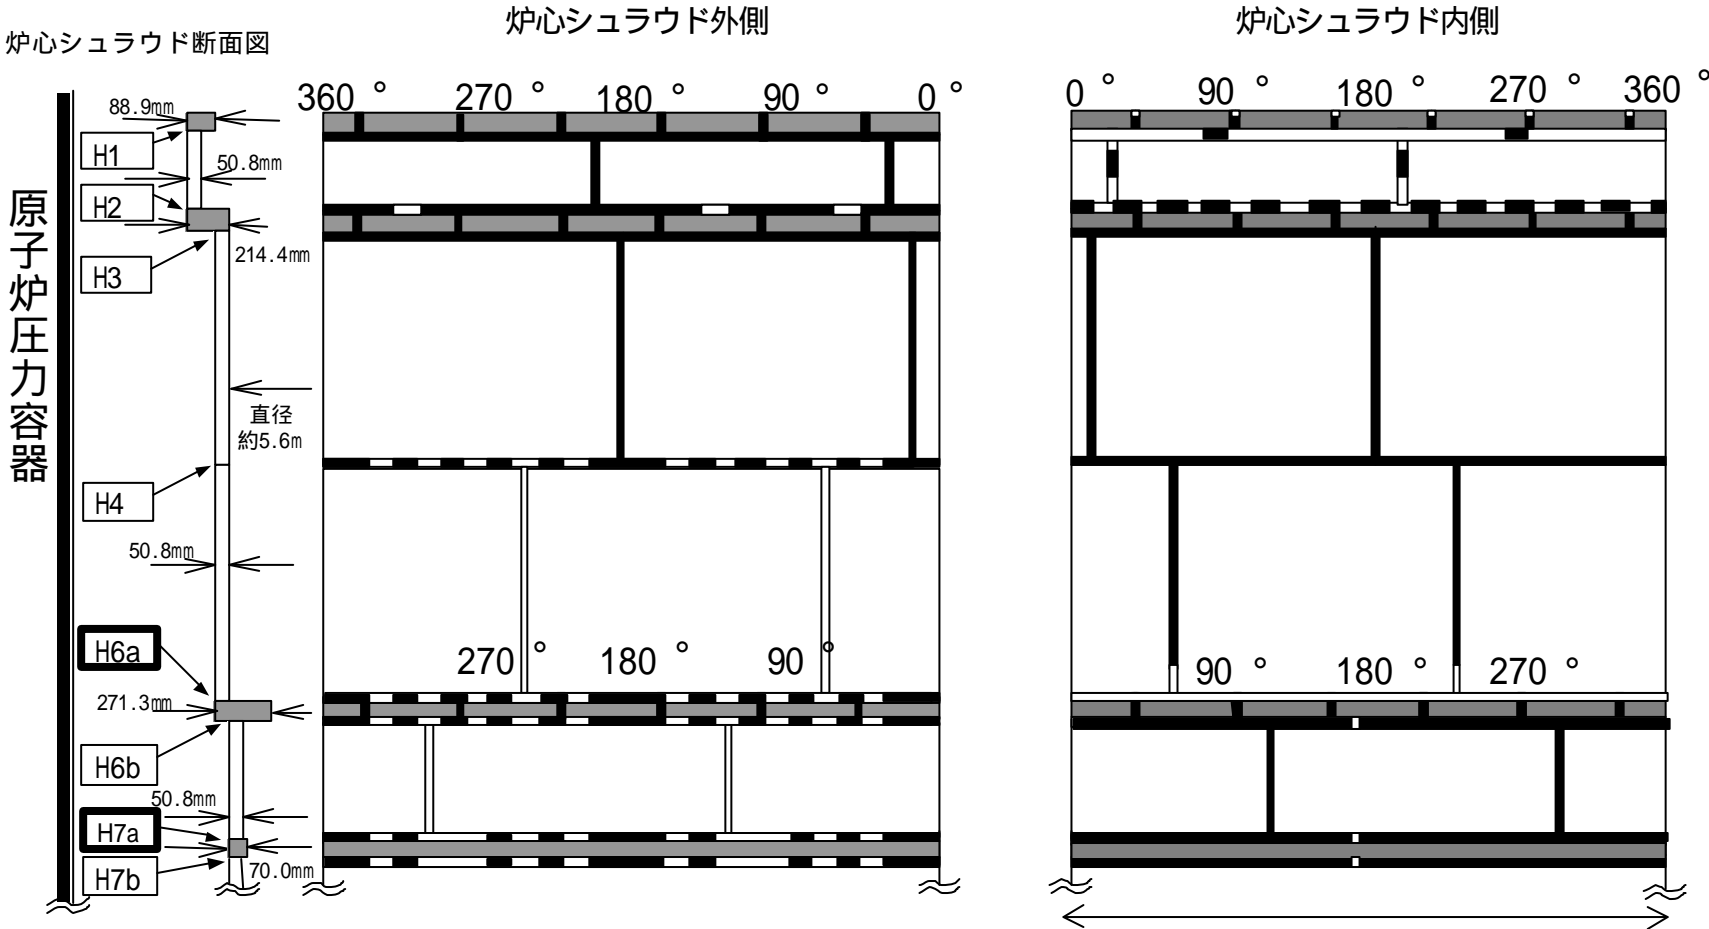 炉心シュラウド断面図
原子炉圧力容器
88.9mm
H1
50.8mm
H2
214.4mm
H3
直径
約5.6m
H4
50.8mm
H6a
271.3mm
H6b
50.8mm
H7a
H7b
70.0mm
炉心シュラウド外側
360 ° 270 ° 180 ° 90 ° 0 °
270 ° 180 ° 90 °
炉心シュラウド内側
0 ° 90 ° 180 ° 270 ° 360 °
90 ° 180 ° 270 °